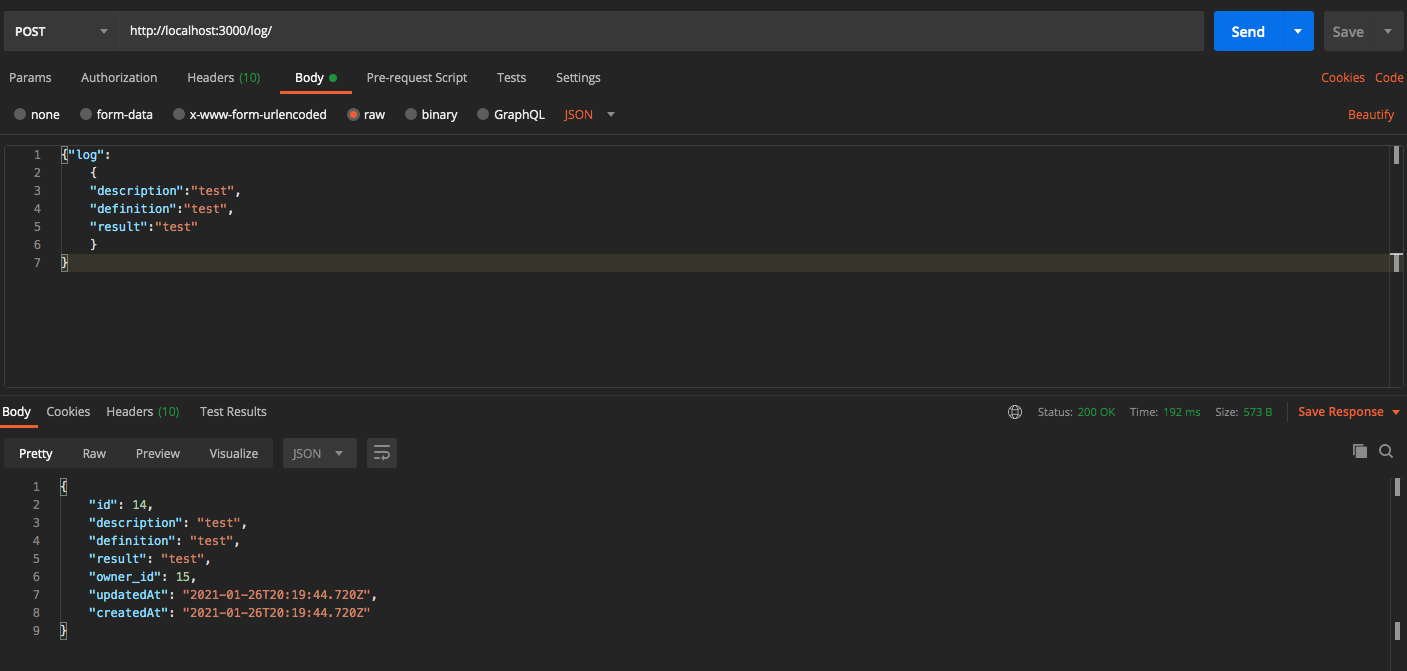 POST http://localhost:3000/log/ Send Save
Params Authorization Headers (10) Body Pre-request Script Tests Settings Cookies Code
none form-data x-www-form-urlencoded raw binary GraphQL JSON Beautify
1 {"log":
2 {
3 "description":"test",
4 "definition":"test",
5 "result":"test"
6 }
7 }
Body Cookies Headers (10) Test Results Status: 200 OK Time: 192 ms Size: 573 B Save Response
Pretty Raw Preview Visualize JSON
1 {
2 "id": 14,
3 "description": "test",
4 "definition": "test",
5 "result": "test",
6 "owner_id": 15,
7 "updatedAt": "2021-01-26T20:19:44.720Z",
8 "createdAt": "2021-01-26T20:19:44.720Z"
9 }